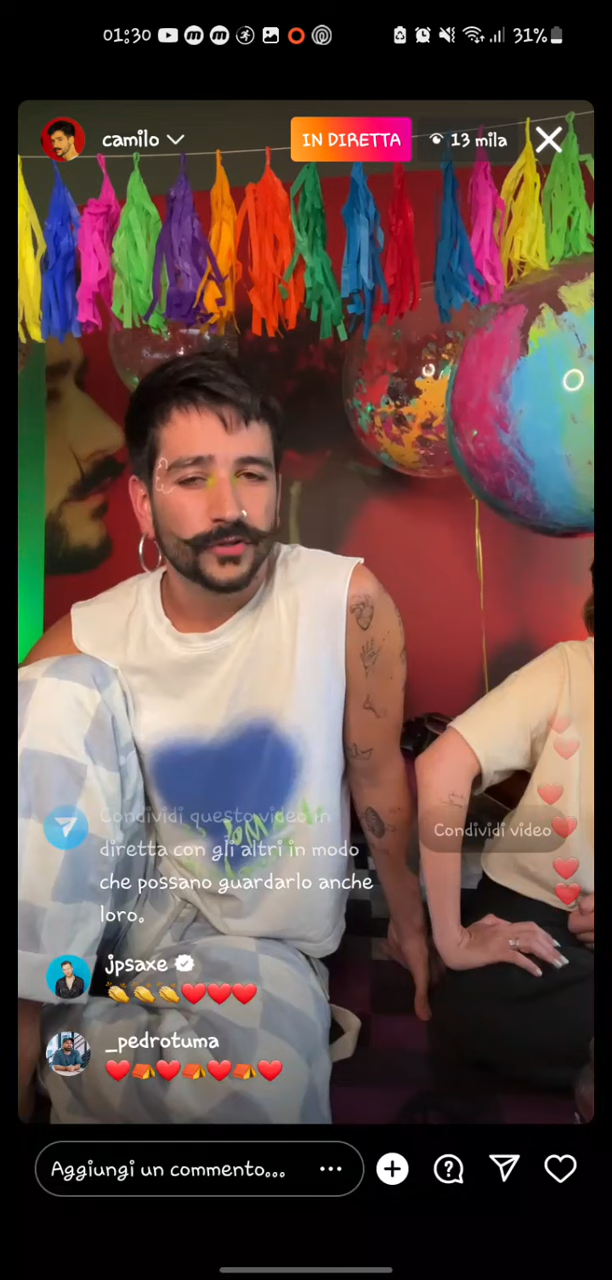 01:30
31%
camilo
IN DIRETTA
13 mila
Condividi questo video in
diretta con gli altri in modo
che possano guardarlo anche
loro.
Condividi video
jpsaxe
👏👏👏❤️❤️❤️
_pedrotuma
❤️⛺❤️⛺❤️⛺❤️
Aggiungi un commento...